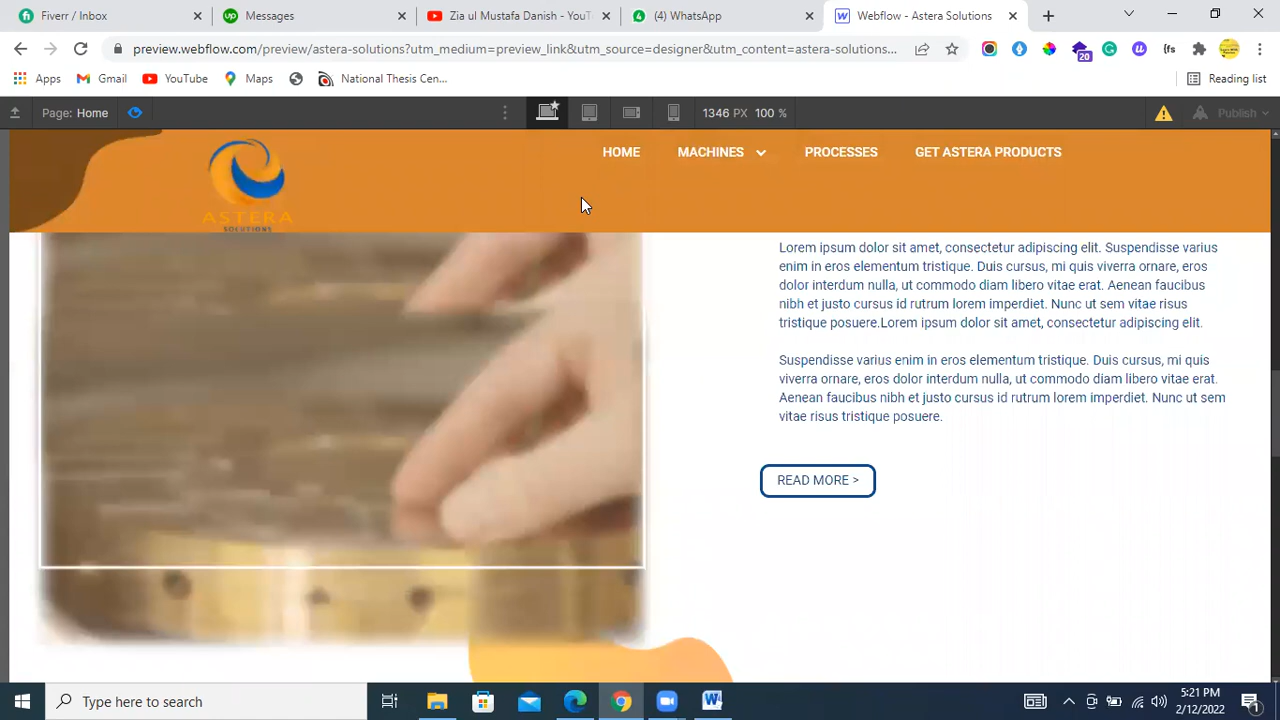 Fiverr / Inbox
Messages
Zia ul Mustafa Danish - YouT
(4) WhatsApp
Webflow - Astera Solutions
preview.webflow.com/preview/astera-solutions?utm_medium=preview_link&utm_source=designer&utm_content=astera-solutions...
20
{fs
Apps
Gmail
YouTube
Maps
National Thesis Cen...
Reading list
Page: Home
1346 PX 100 %
Publish
HOME
MACHINES
PROCESSES
GET ASTERA PRODUCTS
ASTERA
SOLUTIONS
Lorem ipsum dolor sit amet, consectetur adipiscing elit. Suspendisse varius
enim in eros elementum tristique. Duis cursus, mi quis viverra ornare, eros
dolor interdum nulla, ut commodo diam libero vitae erat. Aenean faucibus
nibh et justo cursus id rutrum lorem imperdiet. Nunc ut sem vitae risus
tristique posuere.Lorem ipsum dolor sit amet, consectetur adipiscing elit.
Suspendisse varius enim in eros elementum tristique. Duis cursus, mi quis
viverra ornare, eros dolor interdum nulla, ut commodo diam libero vitae erat.
Aenean faucibus nibh et justo cursus id rutrum lorem imperdiet. Nunc ut sem
vitae risus tristique posuere.
READ MORE >
Type here to search
5:21 PM
2/12/2022
1